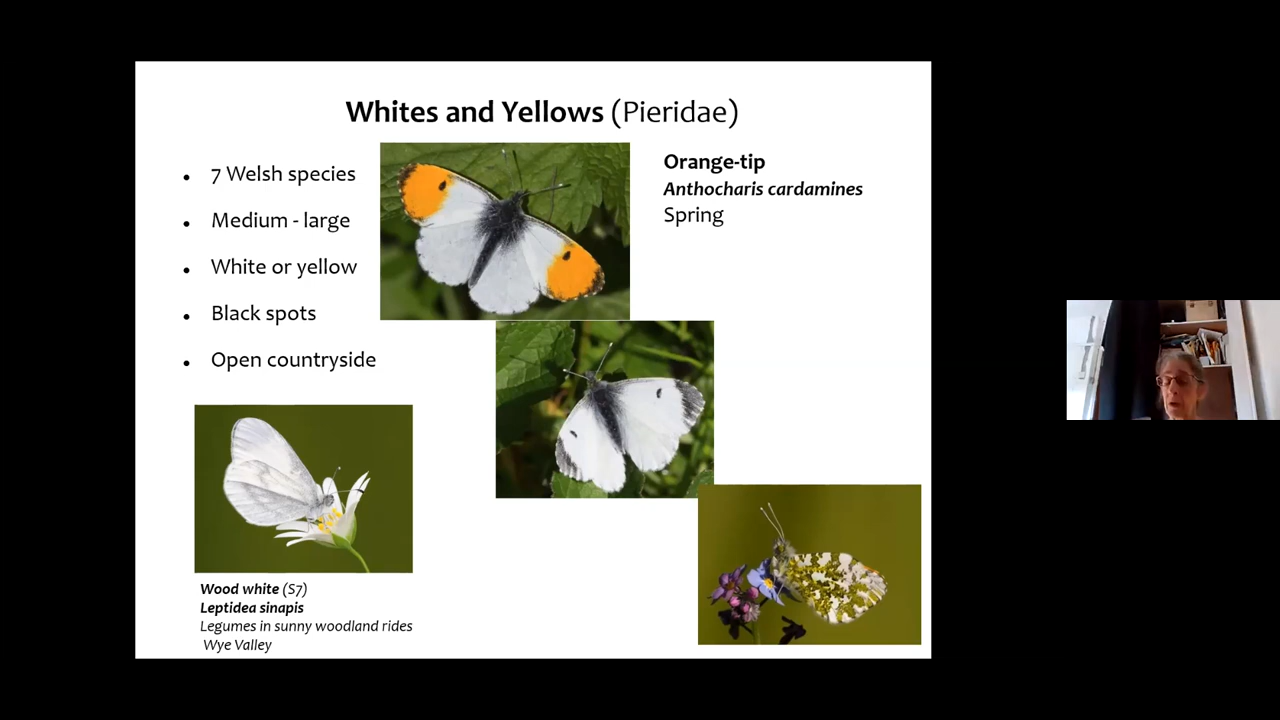 Whites and Yellows (Pieridae)
7 Welsh species
Medium - large
White or yellow
Black spots
Open countryside
Orange-tip
Anthocharis cardamines
Spring
Wood white (S7)
Leptidea sinapis
Legumes in sunny woodland rides
Wye Valley